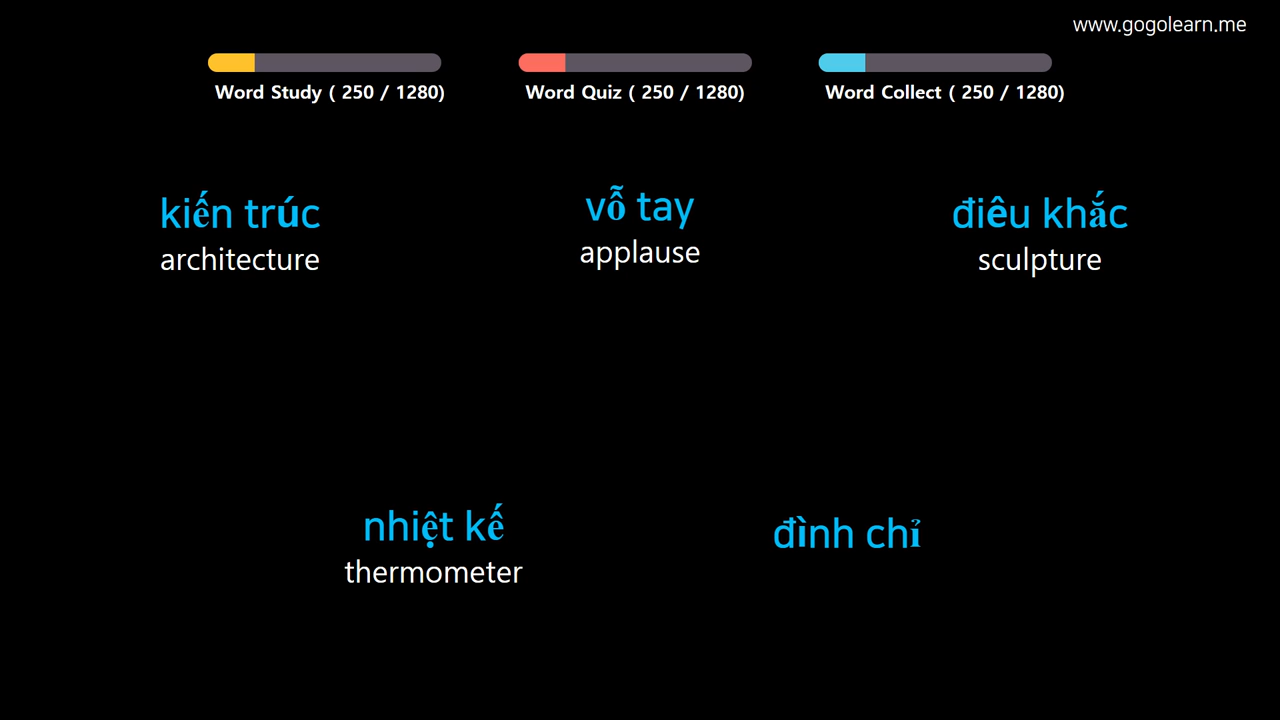 www.gogolearn.me
Word Study ( 250 / 1280)
Word Quiz ( 250 / 1280)
Word Collect ( 250 / 1280)
kiến trúc
architecture
vỗ tay
applause
điêu khắc
sculpture
nhiệt kế
thermometer
đình chỉ